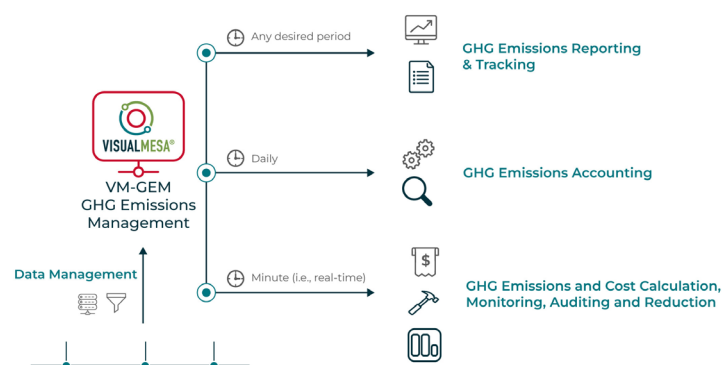 Any desired period
GHG Emissions Reporting
& Tracking
VISUALMESA®
Daily
GHG Emissions Accounting
VM-GEM
GHG Emissions
Management
Data Management
Minute (i.e., real-time)
$
GHG Emissions and Cost Calculation,
Monitoring, Auditing and Reduction